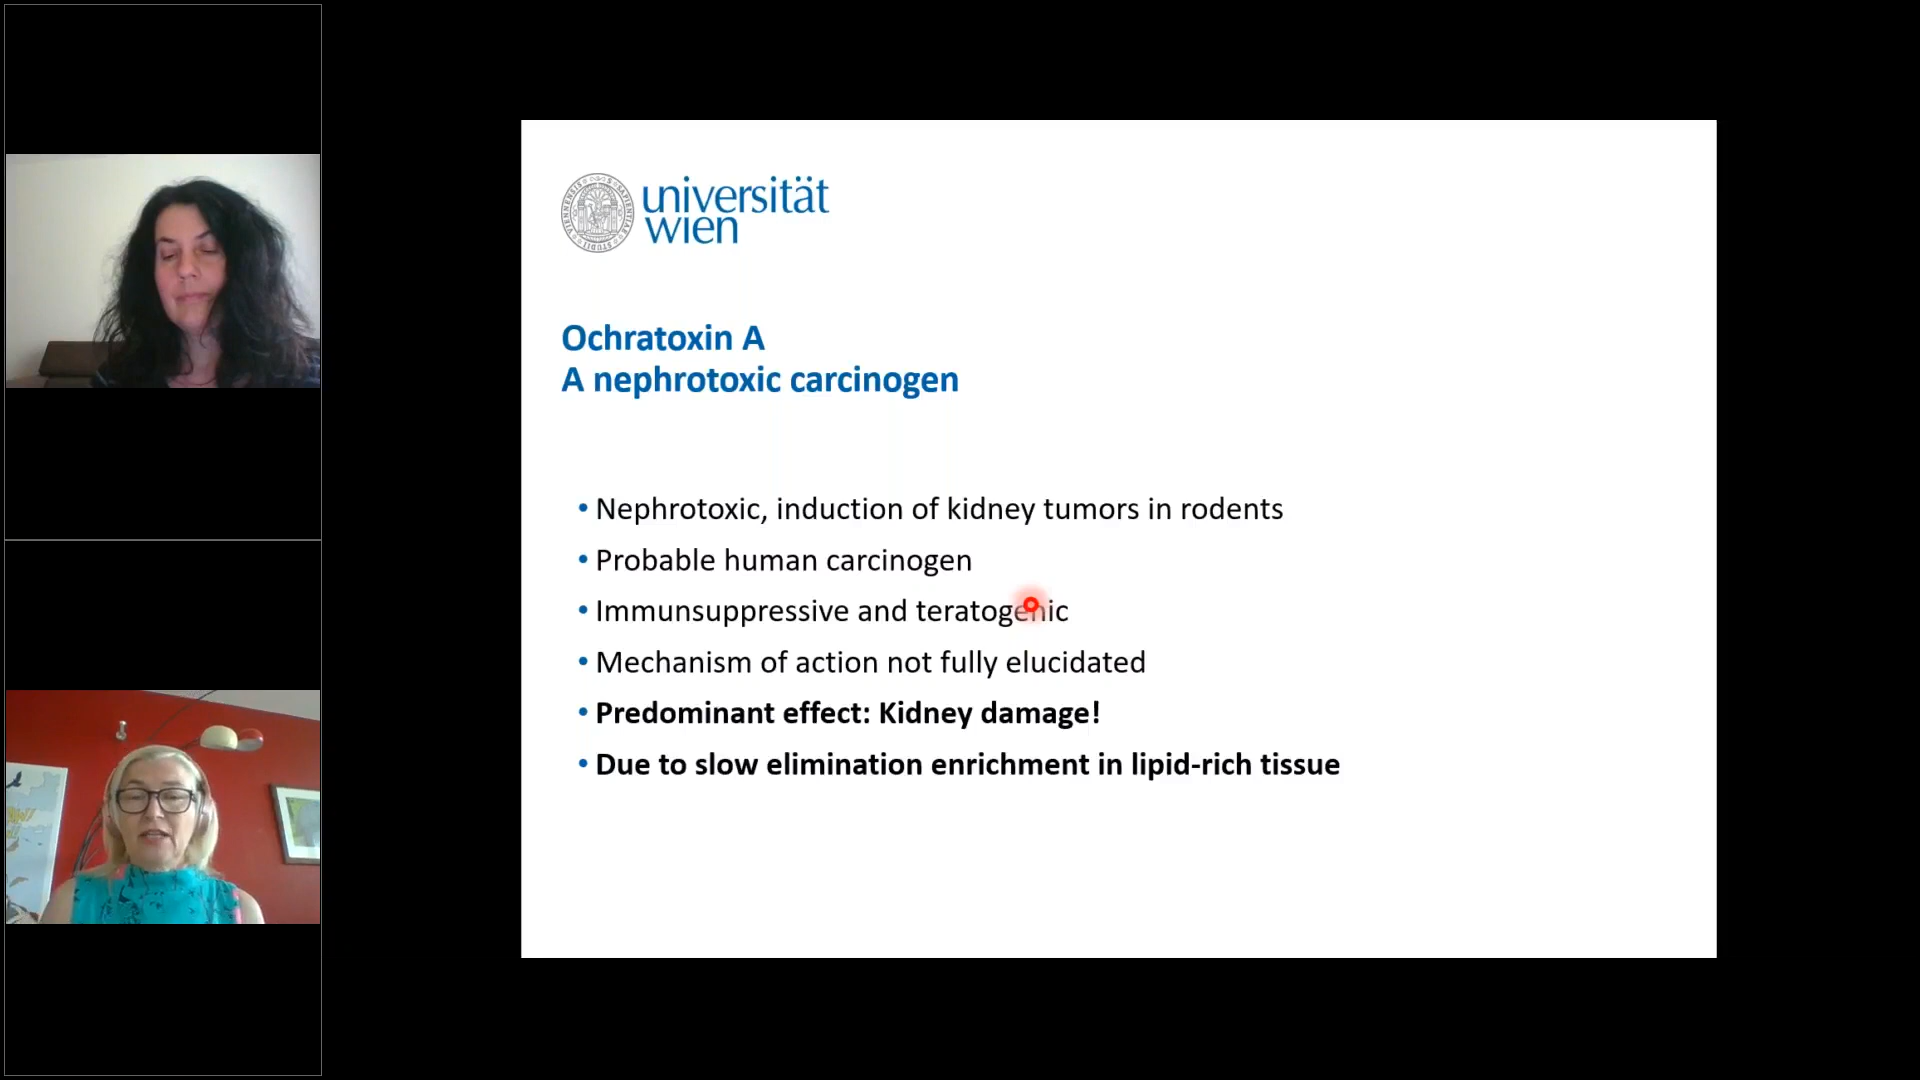 universität
wien
Ochratoxin A
A nephrotoxic carcinogen
• Nephrotoxic, induction of kidney tumors in rodents
• Probable human carcinogen
• Immunsuppressive and teratogenic
• Mechanism of action not fully elucidated
• Predominant effect: Kidney damage!
• Due to slow elimination enrichment in lipid-rich tissue